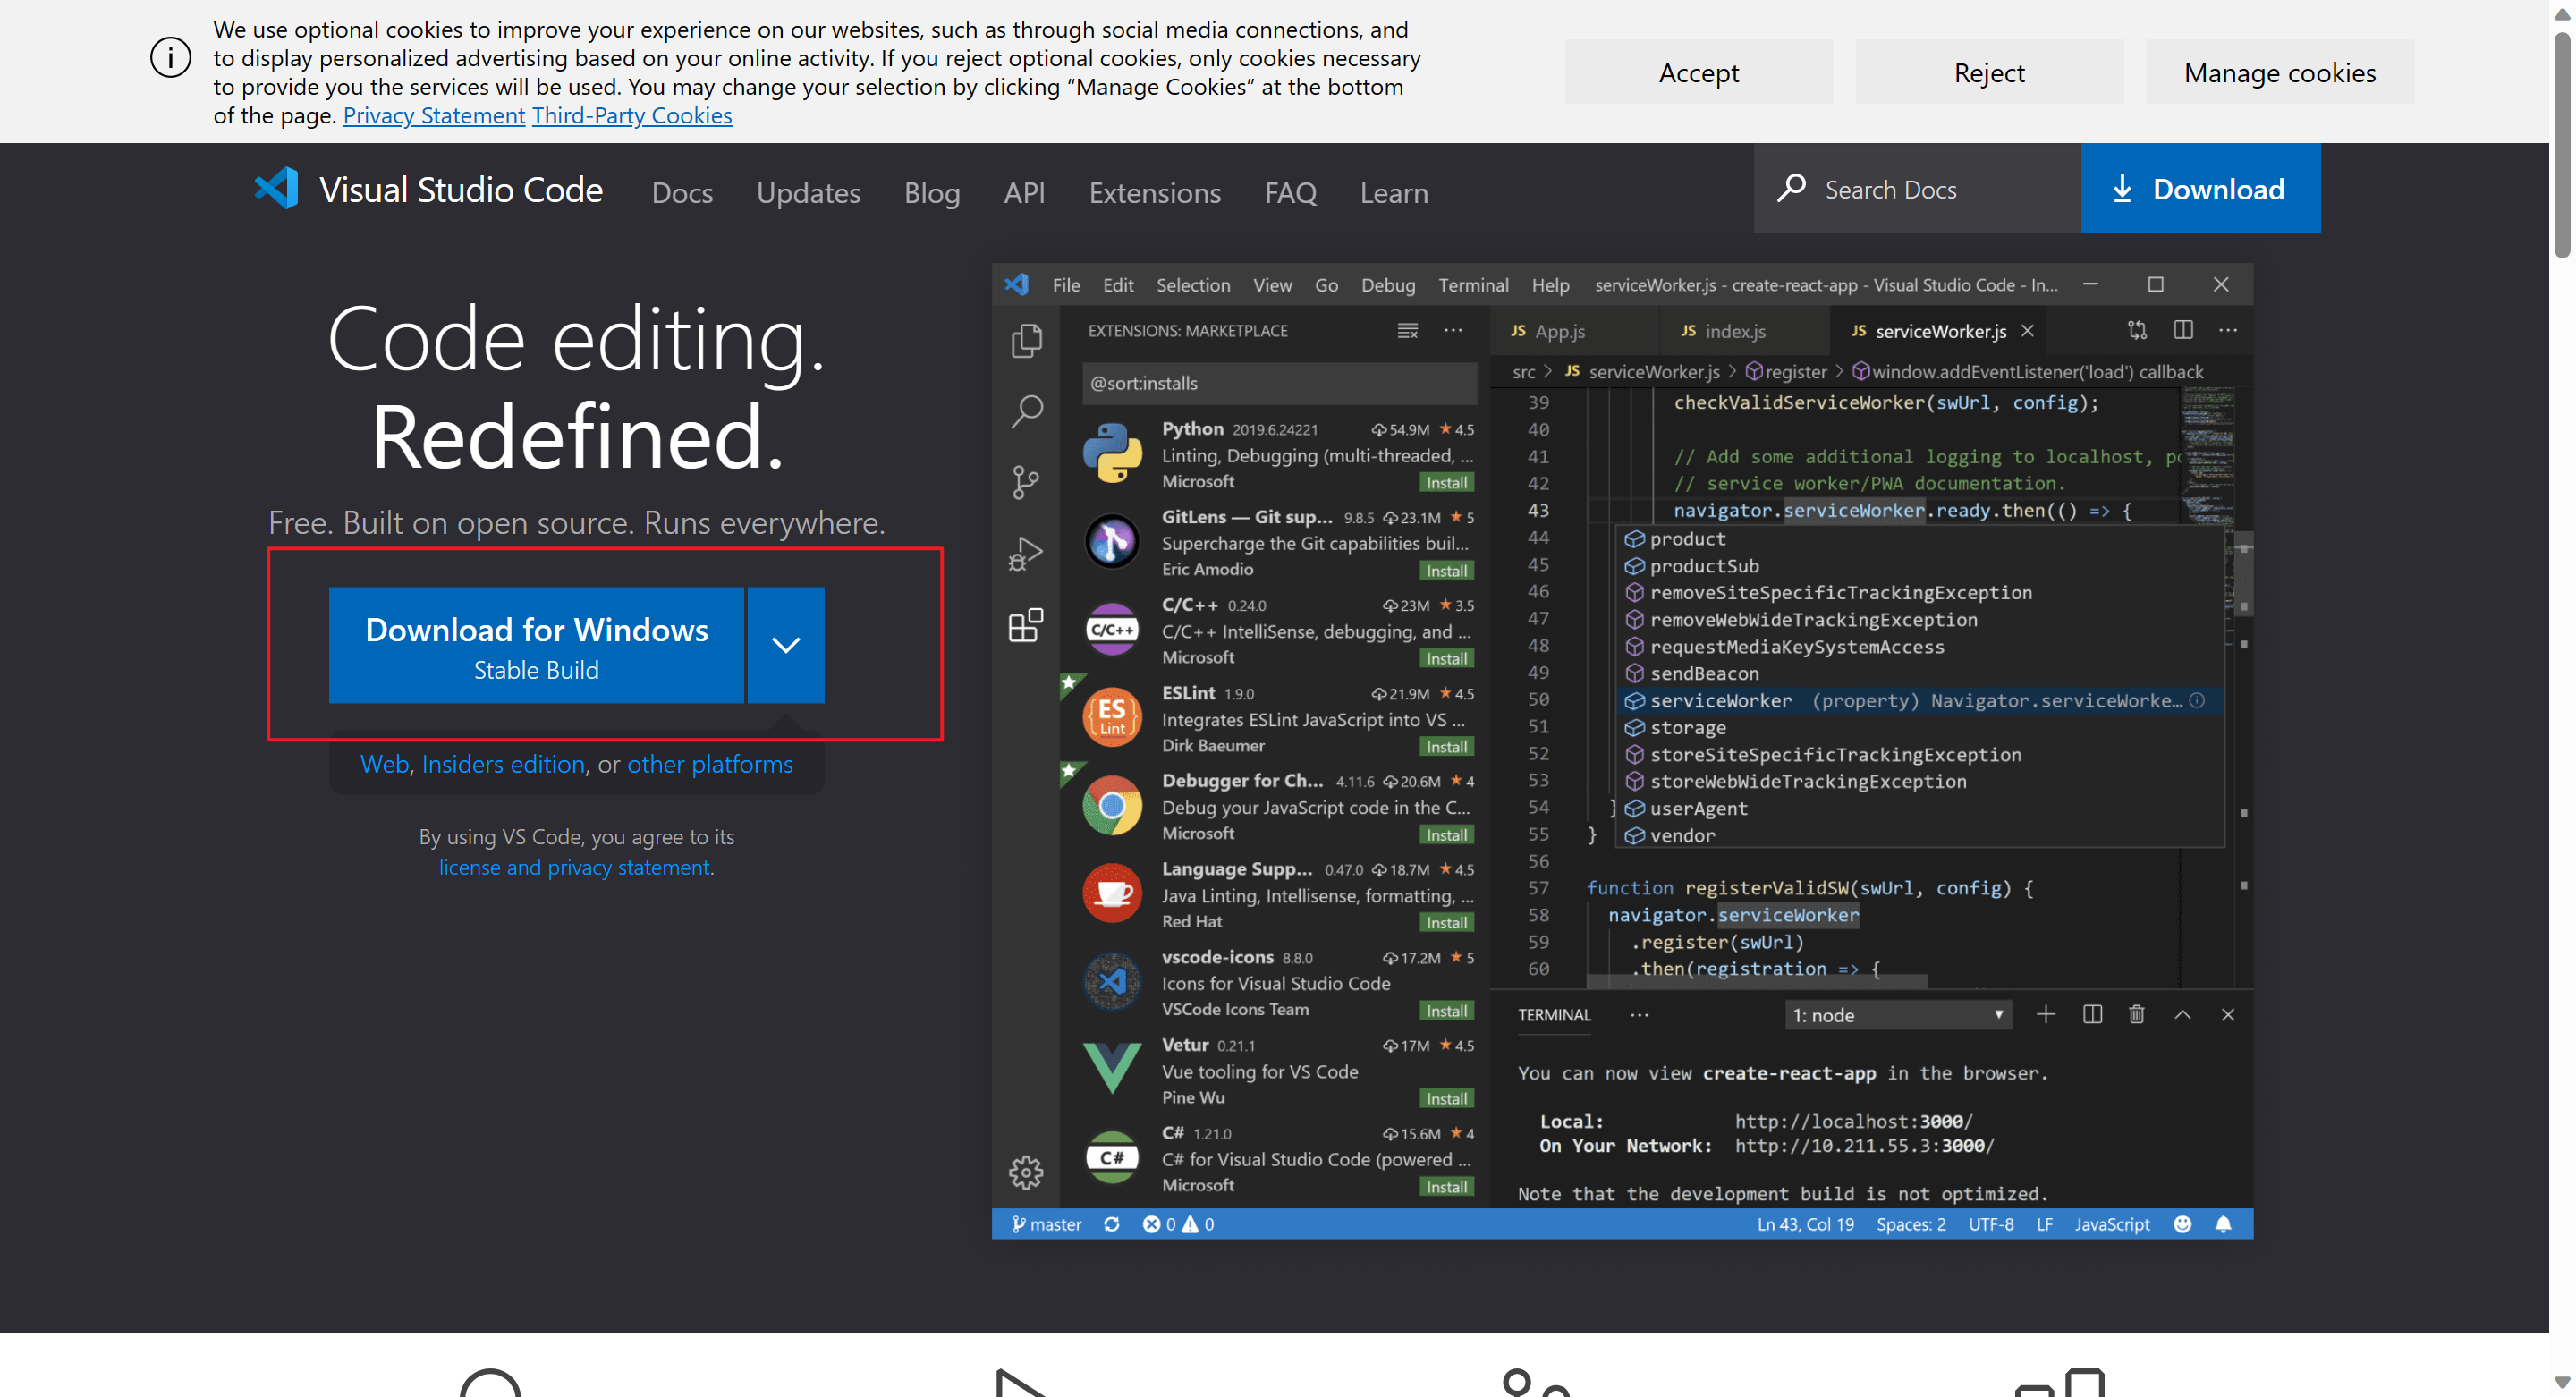 We use optional cookies to improve your experience on our websites, such as through social media connections, and
to display personalized advertising based on your online activity. If you reject optional cookies, only cookies necessary
to provide you the services will be used. You may change your selection by clicking “Manage Cookies” at the bottom
of the page. Privacy Statement Third-Party Cookies
Accept
Reject
Manage cookies
Visual Studio Code
Docs
Updates
Blog
API
Extensions
FAQ
Learn
Search Docs
Download
Code editing.
Redefined.
Free. Built on open source. Runs everywhere.
Download for Windows
Stable Build
Web, Insiders edition, or other platforms
By using VS Code, you agree to its
license and privacy statement.
File Edit Selection View Go Debug Terminal Help serviceWorker.js - create-react-app - Visual Studio Code - In...
EXTENSIONS: MARKETPLACE
@sort:installs
Python 2019.6.24221 54.9M 4.5
Linting, Debugging (multi-threaded, ...
Microsoft Install
GitLens — Git sup... 9.8.5 23.1M 5
Supercharge the Git capabilities buil...
Eric Amodio Install
C/C++
C/C++ 0.24.0 23M 3.5
C/C++ IntelliSense, debugging, and ...
Microsoft Install
ES
Lint
ESLint 1.9.0 21.9M 4.5
Integrates ESLint JavaScript into VS ...
Dirk Baeumer Install
Debugger for Ch... 4.11.6 20.6M 4
Debug your JavaScript code in the C...
Microsoft Install
Language Supp... 0.47.0 18.7M 4.5
Java Linting, Intellisense, formatting, ...
Red Hat Install
vscode-icons 8.8.0 17.2M 5
Icons for Visual Studio Code
VSCode Icons Team Install
Vetur 0.21.1 17M 4.5
Vue tooling for VS Code
Pine Wu Install
C#
C# 1.21.0 15.6M 4
C# for Visual Studio Code (powered ...
Microsoft Install
JS App.js JS index.js JS serviceWorker.js
src > JS serviceWorker.js > register > window.addEventListener('load') callback
39 checkValidServiceWorker(swUrl, config);
40
41 // Add some additional logging to localhost, p
42 // service worker/PWA documentation.
43 navigator.serviceWorker.ready.then(() => {
44 product
45 productSub
46 removeSiteSpecificTrackingException
47 removeWebWideTrackingException
48 requestMediaKeySystemAccess
49 sendBeacon
50 serviceWorker (property) Navigator.serviceWorke...
51 storage
52 storeSiteSpecificTrackingException
53 storeWebWideTrackingException
54 } userAgent
55 } vendor
56
57 function registerValidSW(swUrl, config) {
58 navigator.serviceWorker
59 .register(swUrl)
60 .then(registration => {
TERMINAL ... 1: node
You can now view create-react-app in the browser.
Local: http://localhost:3000/
On Your Network: http://10.211.55.3:3000/
Note that the development build is not optimized.
master 0 0 Ln 43, Col 19 Spaces: 2 UTF-8 LF JavaScript